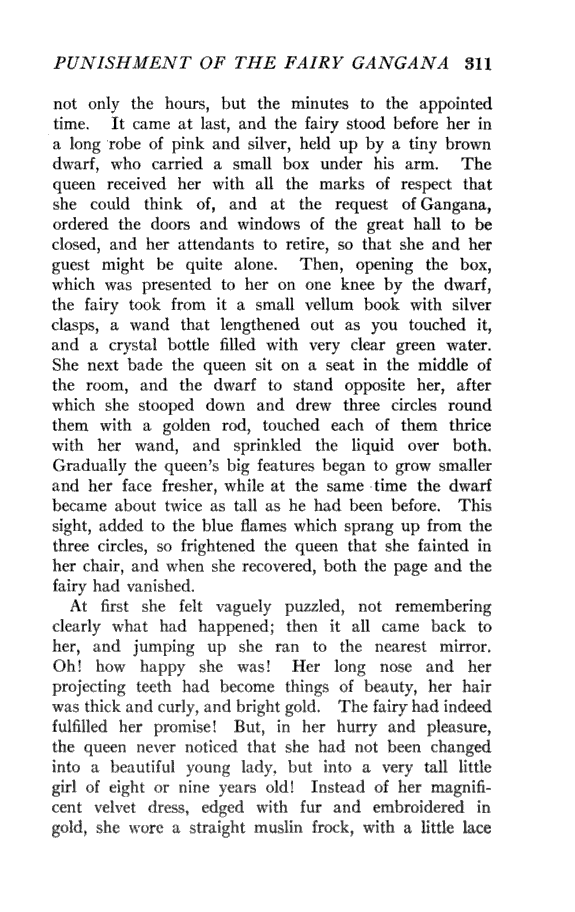 PUNISHMENT OF THE FAIRY GANGANA 311
not only the hours, but the minutes to the appointed
time. It came at last, and the fairy stood before her in
a long robe of pink and silver, held up by a tiny brown
dwarf, who carried a small box under his arm. The
queen received her with all the marks of respect that
she could think of, and at the request of Gangana,
ordered the doors and windows of the great hall to be
closed, and her attendants to retire, so that she and her
guest might be quite alone. Then, opening the box,
which was presented to her on one knee by the dwarf,
the fairy took from it a small vellum book with silver
clasps, a wand that lengthened out as you touched it,
and a crystal bottle filled with very clear green water.
She next bade the queen sit on a seat in the middle of
the room, and the dwarf to stand opposite her, after
which she stooped down and drew three circles round
them with a golden rod, touched each of them thrice
with her wand, and sprinkled the liquid over both.
Gradually the queen's big features began to grow smaller
and her face fresher, while at the same time the dwarf
became about twice as tall as he had been before. This
sight, added to the blue flames which sprang up from the
three circles, so frightened the queen that she fainted in
her chair, and when she recovered, both the page and the
fairy had vanished.
At first she felt vaguely puzzled, not remembering
clearly what had happened; then it all came back to
her, and jumping up she ran to the nearest mirror.
Oh! how happy she was! Her long nose and her
projecting teeth had become things of beauty, her hair
was thick and curly, and bright gold. The fairy had indeed
fulfilled her promise! But, in her hurry and pleasure,
the queen never noticed that she had not been changed
into a beautiful young lady, but into a very tall little
girl of eight or nine years old! Instead of her magnifi-
cent velvet dress, edged with fur and embroidered in
gold, she wore a straight muslin frock, with a little lace